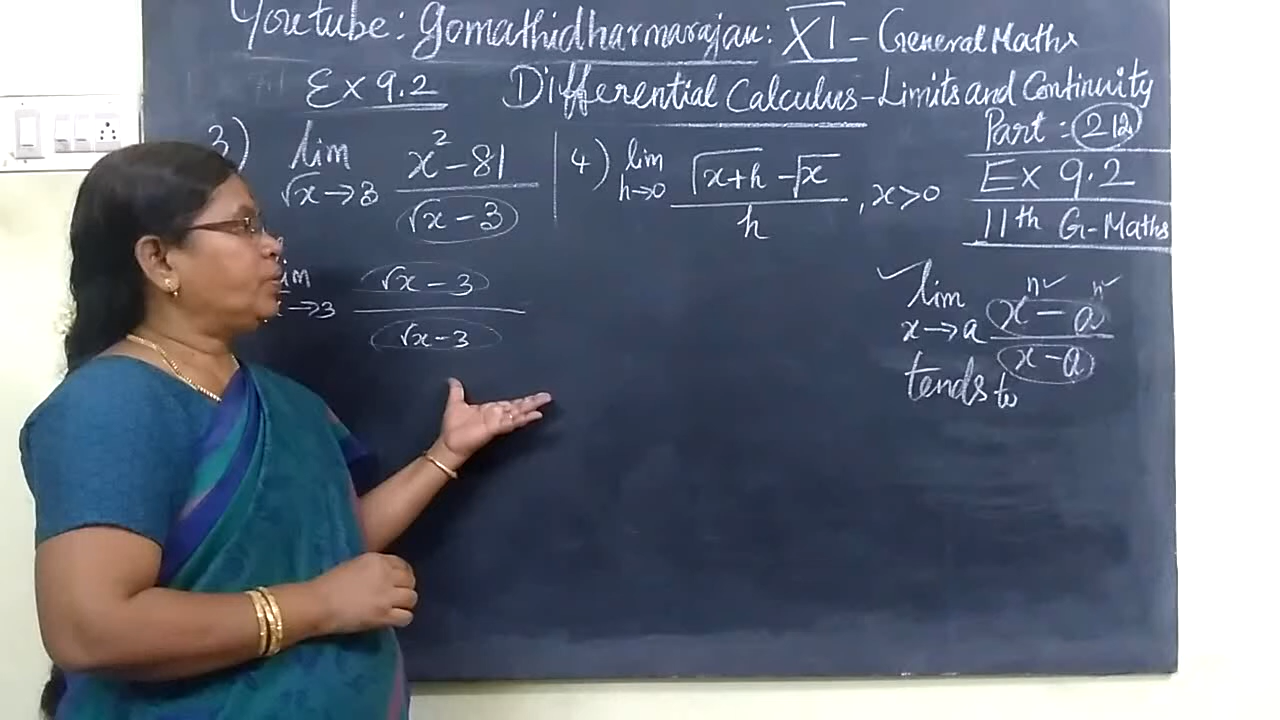 Youtube: Gomathidharmarajan: XI - General Maths
Ex 9.2 Differential Calculus - Limits and Continuity
Part : 212
Ex 9.2
11th G-Maths
3) lim √x→3 x²-81 / √x-3
lim →3 √x-3 / √x-3
4) lim h→0 √x+h - √x / h , x>0
✓ lim x→a xⁿ✓ - aⁿ✓ / x-a
tends to